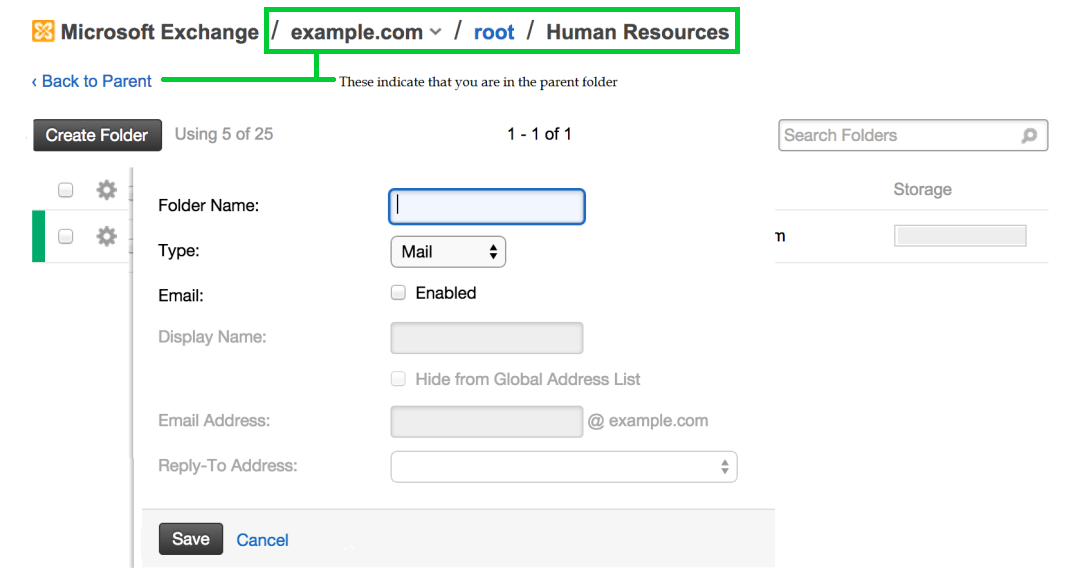 Microsoft Exchange / example.com / root / Human Resources
‹ Back to Parent
These indicate that you are in the parent folder
Create Folder Using 5 of 25 1 - 1 of 1 Search Folders
Storage
Folder Name:
m
Type: Mail
Email: Enabled
Display Name:
Hide from Global Address List
Email Address: @ example.com
Reply-To Address:
Save Cancel